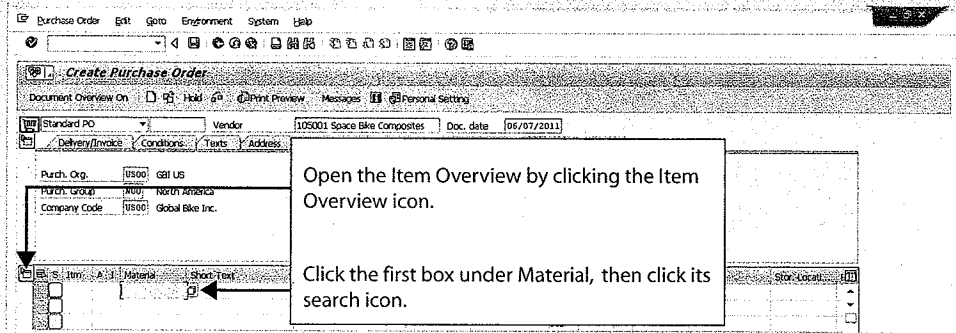 Purchase Order Edit Goto Environment System Help
Create Purchase Order
Document Overview On Hold Print Preview Messages Personal Setting
Standard PO Vendor 105001 Space Bike Composites Doc. date 06/07/2011
Delivery/Invoice Conditions Texts Address
Purch. Org. US00 GBI US
Purch. Group N00 North America
Company Code US00 Global Bike Inc.
Open the Item Overview by clicking the Item
Overview icon.
Click the first box under Material, then click its
search icon.
S Itm A I Material Short Text Stor. Locati